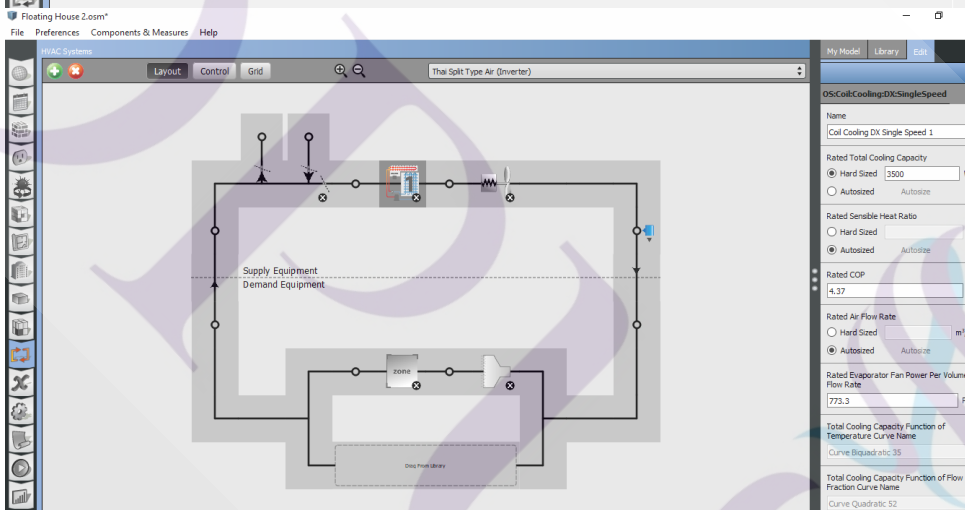 Floating House 2.osm*
File Preferences Components & Measures Help
HVAC Systems
Layout Control Grid
Thai Split Type Air (Inverter)
Supply Equipment
Demand Equipment
zone
Drag From Library
My Model Library Edit
OS:Coil:Cooling:DX:SingleSpeed
Name
Coil Cooling DX Single Speed 1
Rated Total Cooling Capacity
Hard Sized 3500
Autosized Autosize
Rated Sensible Heat Ratio
Hard Sized
Autosized Autosize
Rated COP
4.37
Rated Air Flow Rate
Hard Sized m³
Autosized Autosize
Rated Evaporator Fan Power Per Volume
Flow Rate
773.3
Total Cooling Capacity Function of
Temperature Curve Name
Curve Biquadratic 35
Total Cooling Capacity Function of Flow
Fraction Curve Name
Curve Quadratic 52